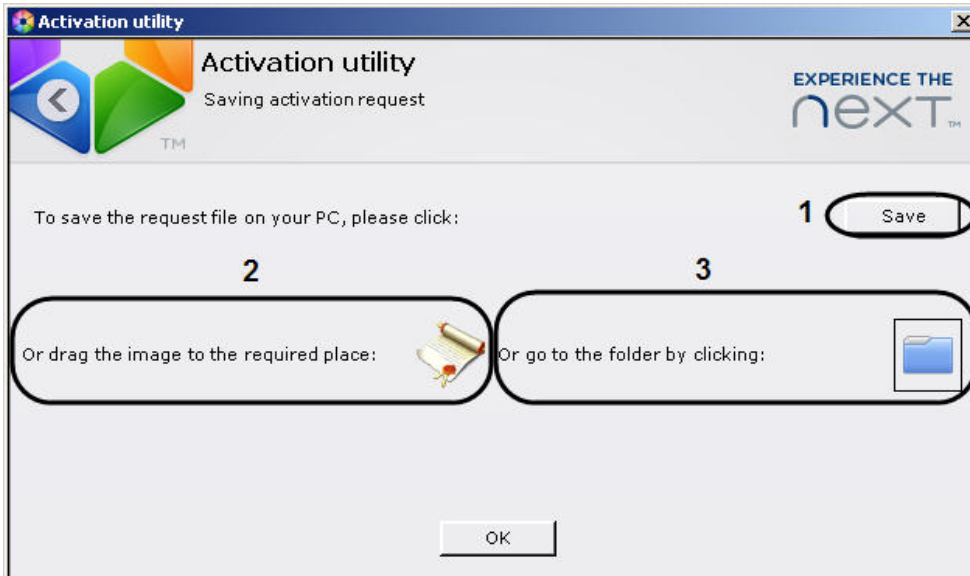 Activation utility
Activation utility
Saving activation request
EXPERIENCE THE
next™
TM
To save the request file on your PC, please click:
1
Save
2
3
Or drag the image to the required place:
Or go to the folder by clicking:
OK